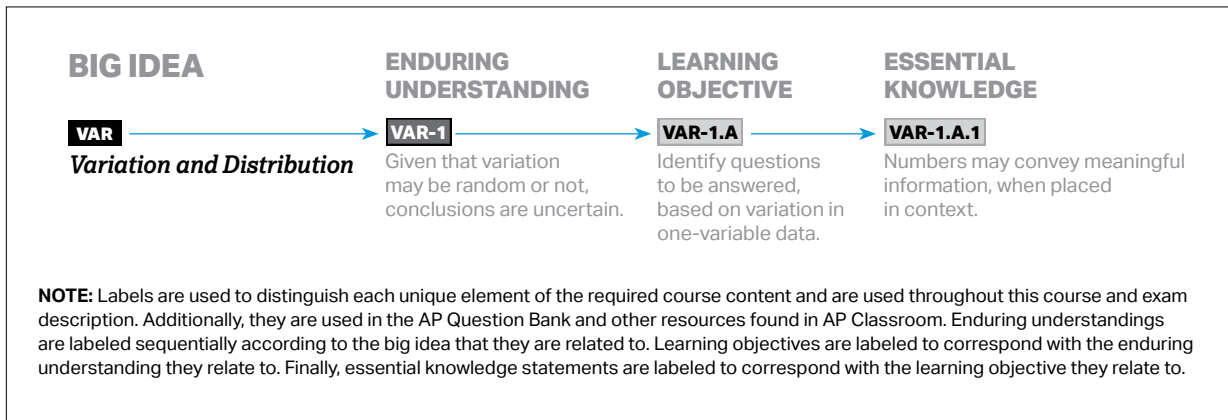 BIG IDEA
VAR
Variation and Distribution
ENDURING
UNDERSTANDING
VAR-1
Given that variation
may be random or not,
conclusions are uncertain.
LEARNING
OBJECTIVE
VAR-1.A
Identify questions
to be answered,
based on variation in
one-variable data.
ESSENTIAL
KNOWLEDGE
VAR-1.A.1
Numbers may convey meaningful
information, when placed
in context.
NOTE: Labels are used to distinguish each unique element of the required course content and are used throughout this course and exam
description. Additionally, they are used in the AP Question Bank and other resources found in AP Classroom. Enduring understandings
are labeled sequentially according to the big idea that they are related to. Learning objectives are labeled to correspond with the enduring
understanding they relate to. Finally, essential knowledge statements are labeled to correspond with the learning objective they relate to.